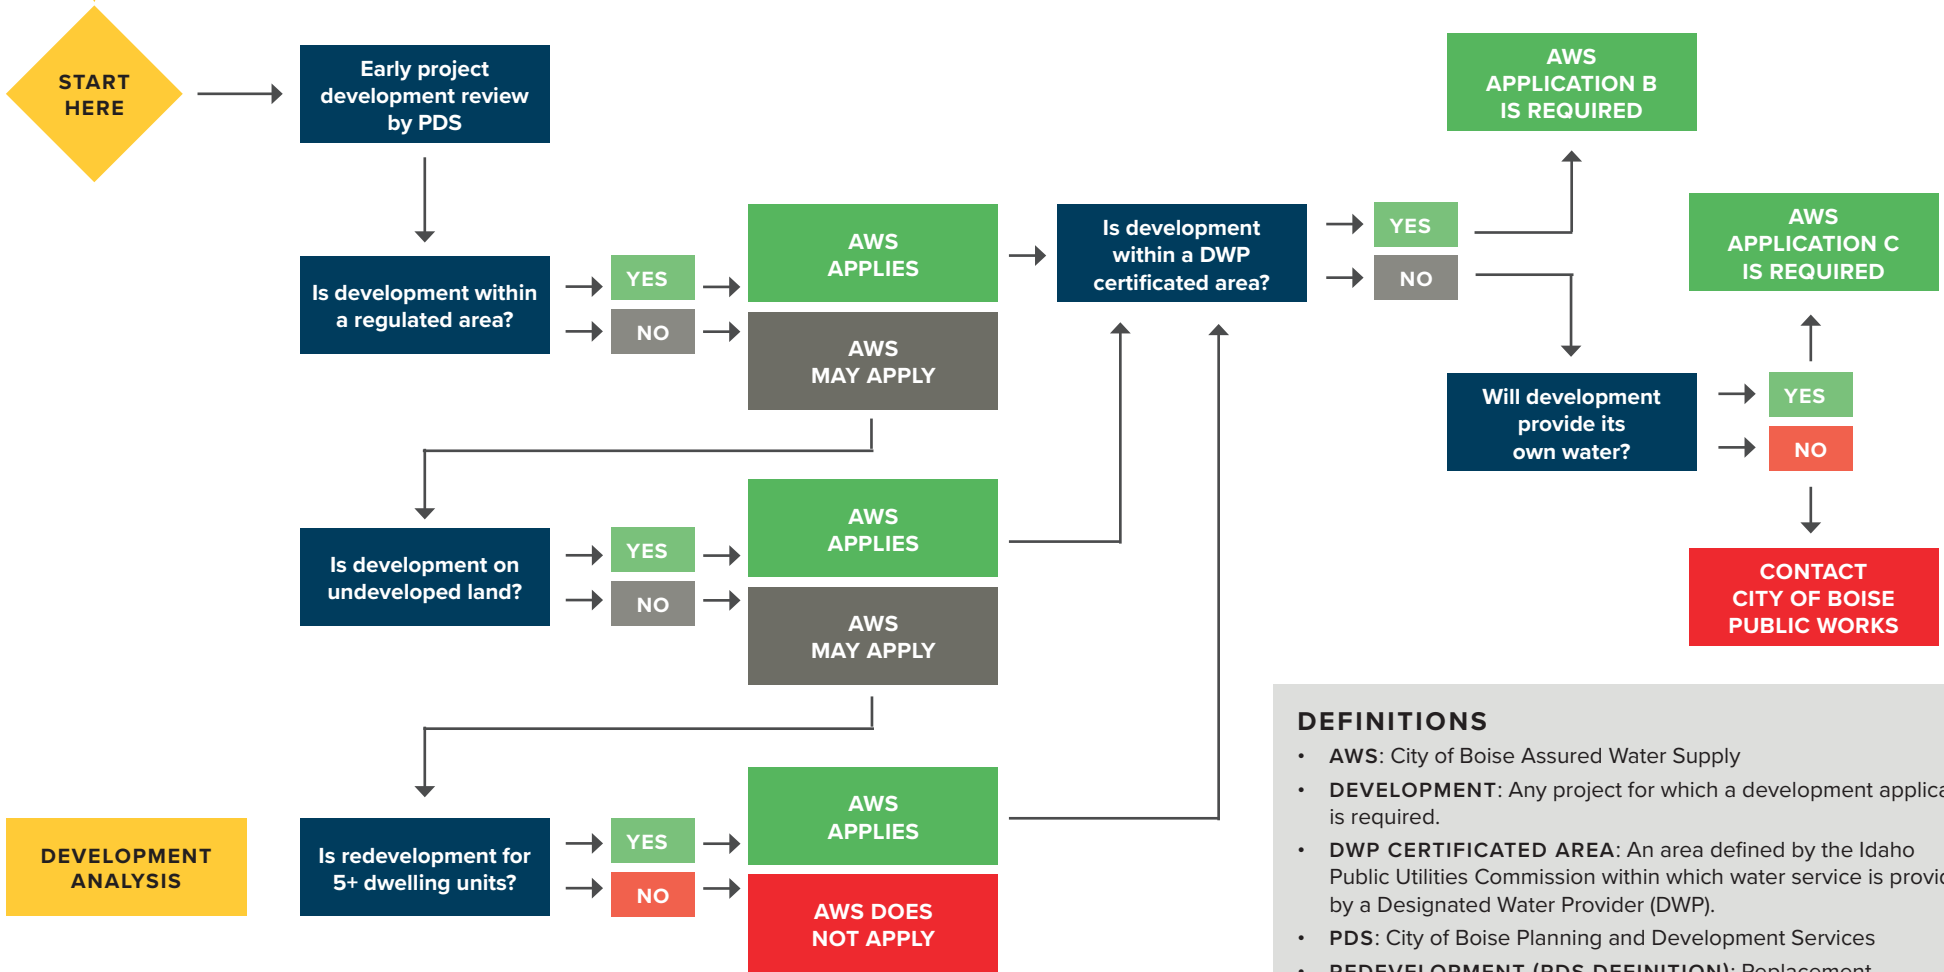 START
HERE
Early project
development review
by PDS
AWS
APPLICATION B
IS REQUIRED
Is development within
a regulated area?
YES
NO
AWS
APPLIES
AWS
MAY APPLY
Is development
within a DWP
certificated area?
YES
NO
AWS
APPLICATION C
IS REQUIRED
Will development
provide its
own water?
YES
NO
CONTACT
CITY OF BOISE
PUBLIC WORKS
Is development on
undeveloped land?
YES
NO
AWS
APPLIES
AWS
MAY APPLY
DEVELOPMENT
ANALYSIS
Is redevelopment for
5+ dwelling units?
YES
NO
AWS
APPLIES
AWS DOES
NOT APPLY
DEFINITIONS
• AWS: City of Boise Assured Water Supply
• DEVELOPMENT: Any project for which a development applica
is required.
• DWP CERTIFICATED AREA: An area defined by the Idaho
Public Utilities Commission within which water service is provid
by a Designated Water Provider (DWP).
• PDS: City of Boise Planning and Development Services
• REDEVELOPMENT (PDS DEFINITION): Replacement,